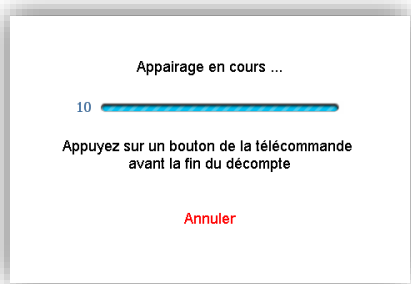 Appairage en cours ...
10
Appuyez sur un bouton de la télécommande
avant la fin du décompte
Annuler